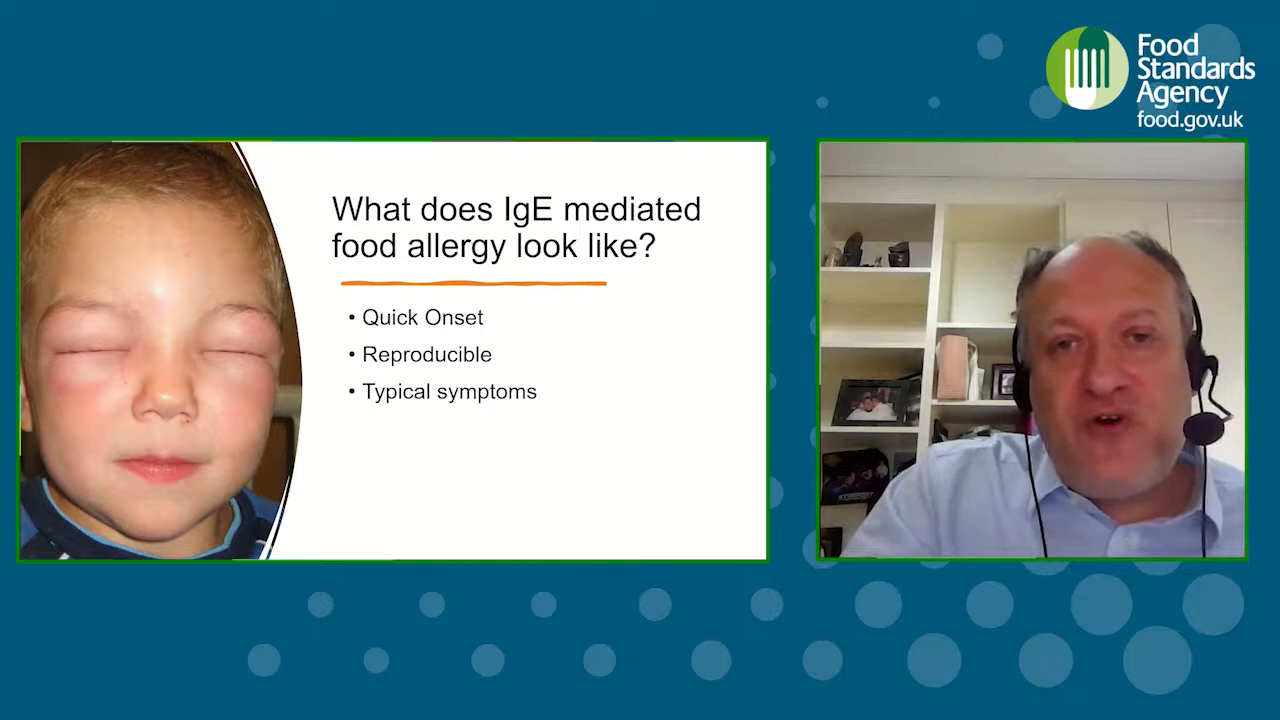 Food
Standards
Agency
food.gov.uk
What does IgE mediated
food allergy look like?
• Quick Onset
• Reproducible
• Typical symptoms